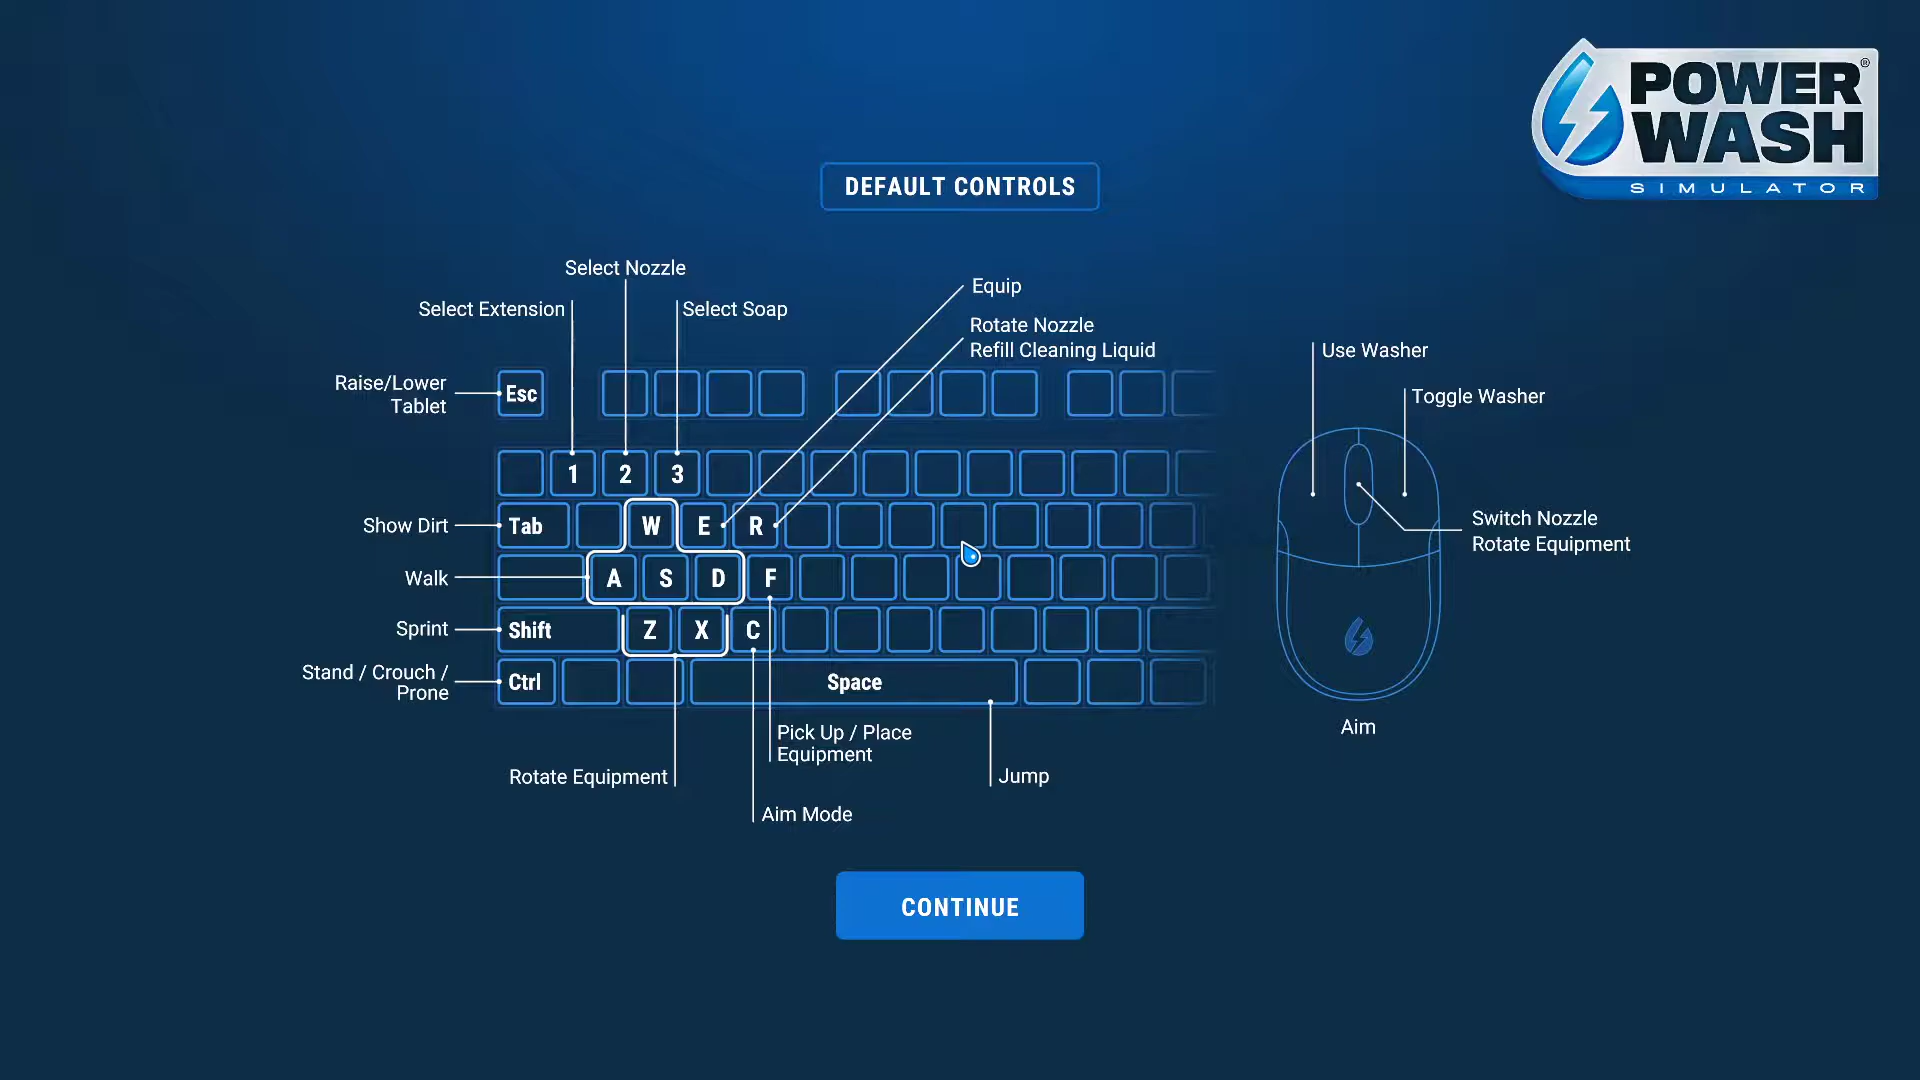 POWER®
WASH
SIMULATOR
DEFAULT CONTROLS
Select Nozzle
Select Extension
Select Soap
Equip
Rotate Nozzle
Refill Cleaning Liquid
Raise/Lower
Tablet
Esc
1 2 3
Show Dirt
Tab W E R
Walk
A S D F
Sprint
Shift Z X C
Stand / Crouch /
Prone
Ctrl Space
Pick Up / Place
Equipment
Rotate Equipment
Jump
Aim Mode
Use Washer
Toggle Washer
Switch Nozzle
Rotate Equipment
Aim
CONTINUE